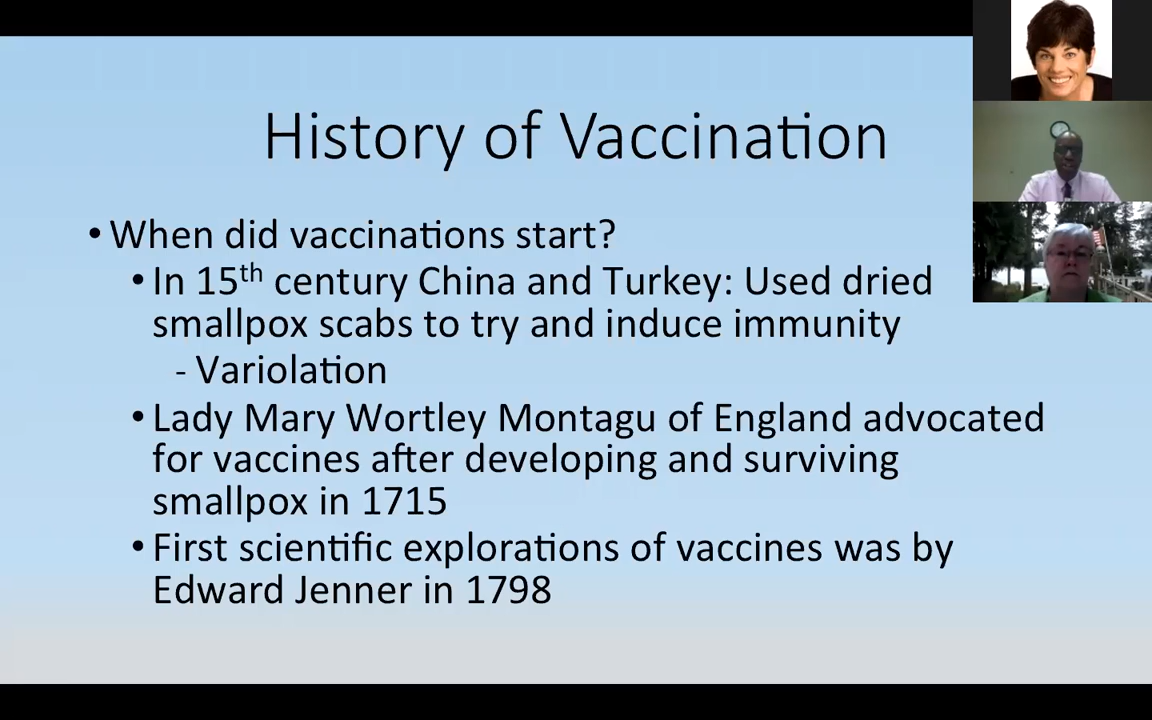 History of Vaccination
• When did vaccinations start?
• In 15th century China and Turkey: Used dried
smallpox scabs to try and induce immunity
- Variolation
• Lady Mary Wortley Montagu of England advocated
for vaccines after developing and surviving
smallpox in 1715
• First scientific explorations of vaccines was by
Edward Jenner in 1798